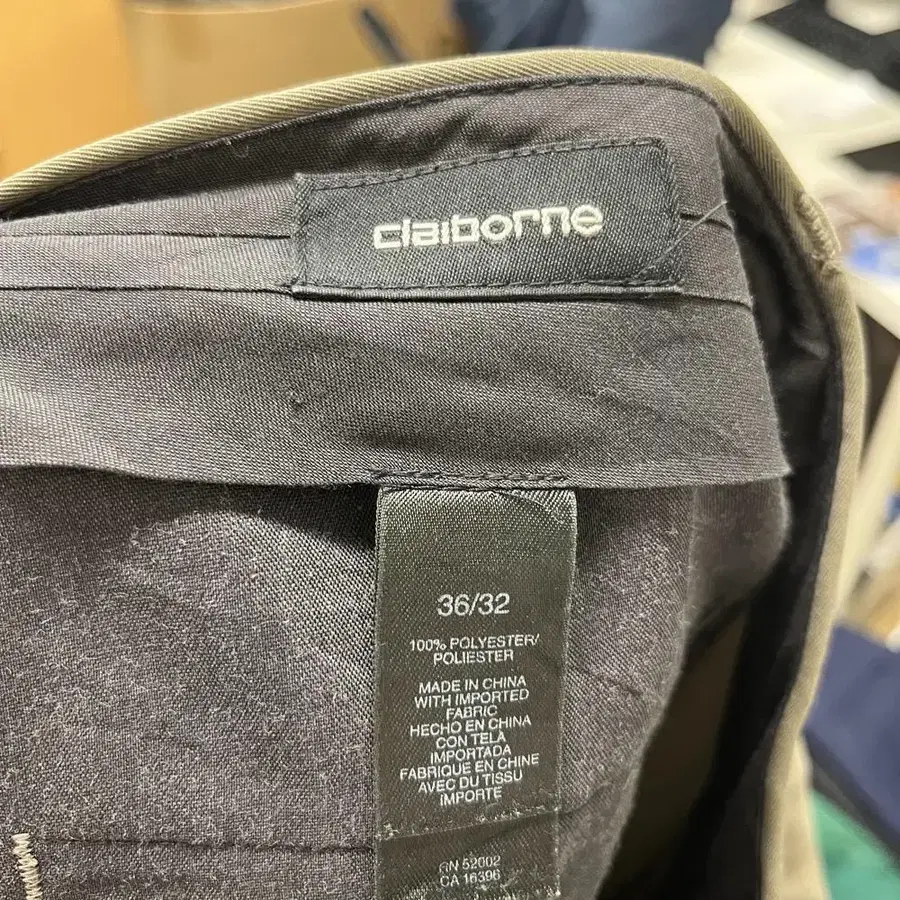 claiborne
36/32
100% POLYESTER/
POLIESTER
MADE IN CHINA
WITH IMPORTED
FABRIC
HECHO EN CHINA
CON TELA
IMPORTADA
FABRIQUE EN CHINE
AVEC DU TISSU
IMPORTE
RN 52002
CA 16396